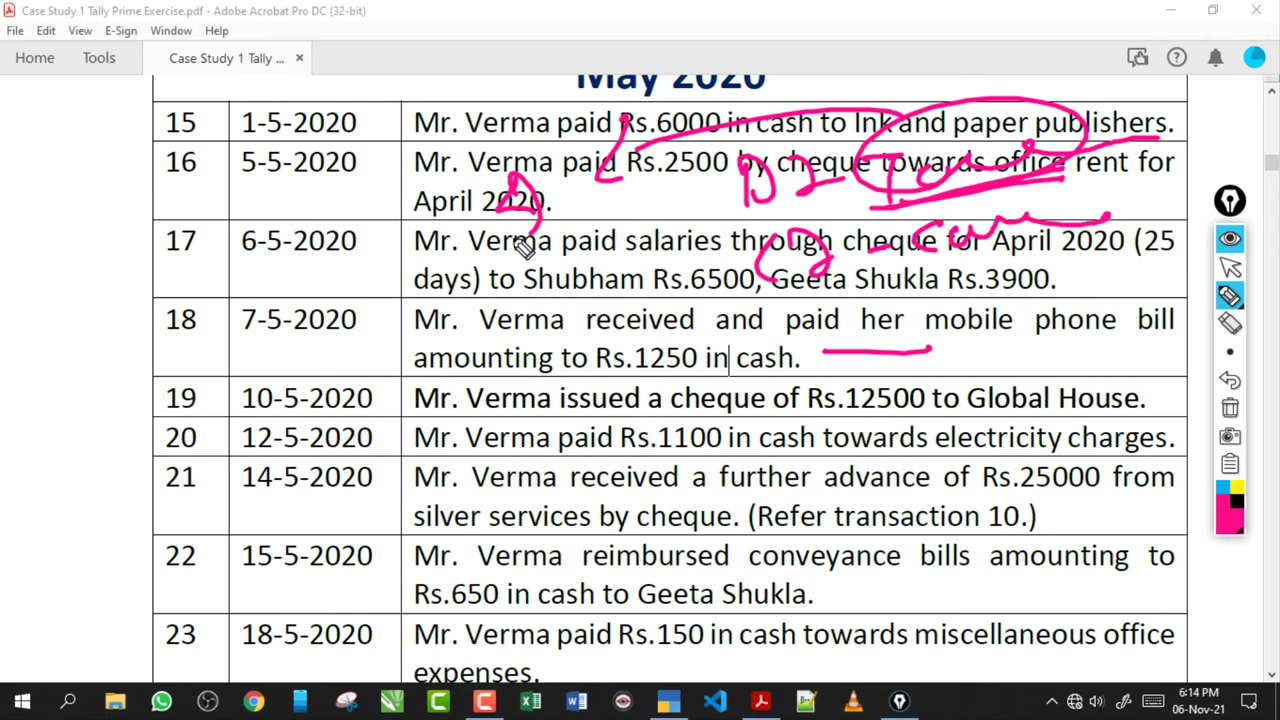 Case Study 1 Tally Prime Exercise.pdf - Adobe Acrobat Pro DC (32-bit)
File Edit View E-Sign Window Help
Home Tools Case Study 1 Tally ... ×
May 2020
15 1-5-2020 Mr. Verma paid Rs.6000 in cash to Ink and paper publishers.
16 5-5-2020 Mr. Verma paid Rs.2500 by cheque towards office rent for
April 2020.
17 6-5-2020 Mr. Verma paid salaries through cheque for April 2020 (25
days) to Shubham Rs.6500, Geeta Shukla Rs.3900.
18 7-5-2020 Mr. Verma received and paid her mobile phone bill
amounting to Rs.1250 in cash.
19 10-5-2020 Mr. Verma issued a cheque of Rs.12500 to Global House.
20 12-5-2020 Mr. Verma paid Rs.1100 in cash towards electricity charges.
21 14-5-2020 Mr. Verma received a further advance of Rs.25000 from
silver services by cheque. (Refer transaction 10.)
22 15-5-2020 Mr. Verma reimbursed conveyance bills amounting to
Rs.650 in cash to Geeta Shukla.
23 18-5-2020 Mr. Verma paid Rs.150 in cash towards miscellaneous office
expenses.
6:14 PM
06-Nov-21